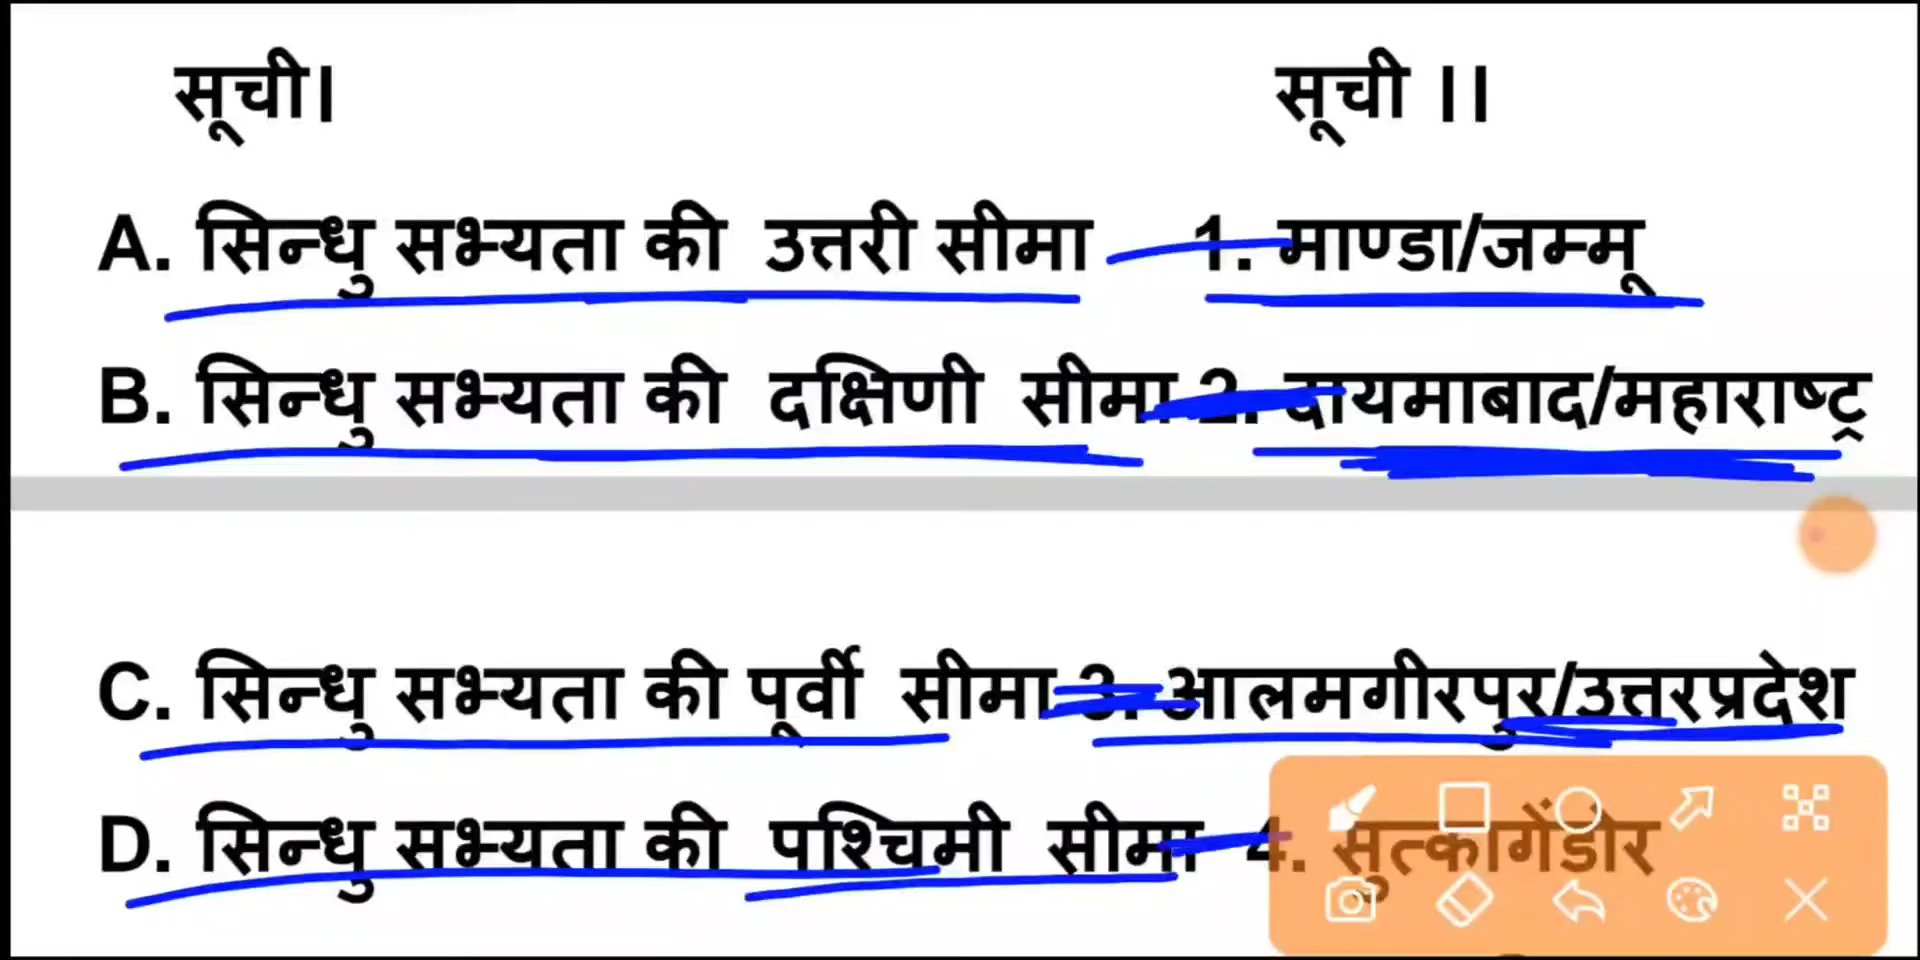 सूची। सूची ।।
A. सिन्धु सभ्यता की उत्तरी सीमा 1. माण्डा/जम्मू
B. सिन्धु सभ्यता की दक्षिणी सीमा 2. दायमाबाद/महाराष्ट्र
C. सिन्धु सभ्यता की पूर्वी सीमा 3. आलमगीरपुर/उत्तरप्रदेश
D. सिन्धु सभ्यता की पश्चिमी सीमा 4. सुत्कागेंडोर